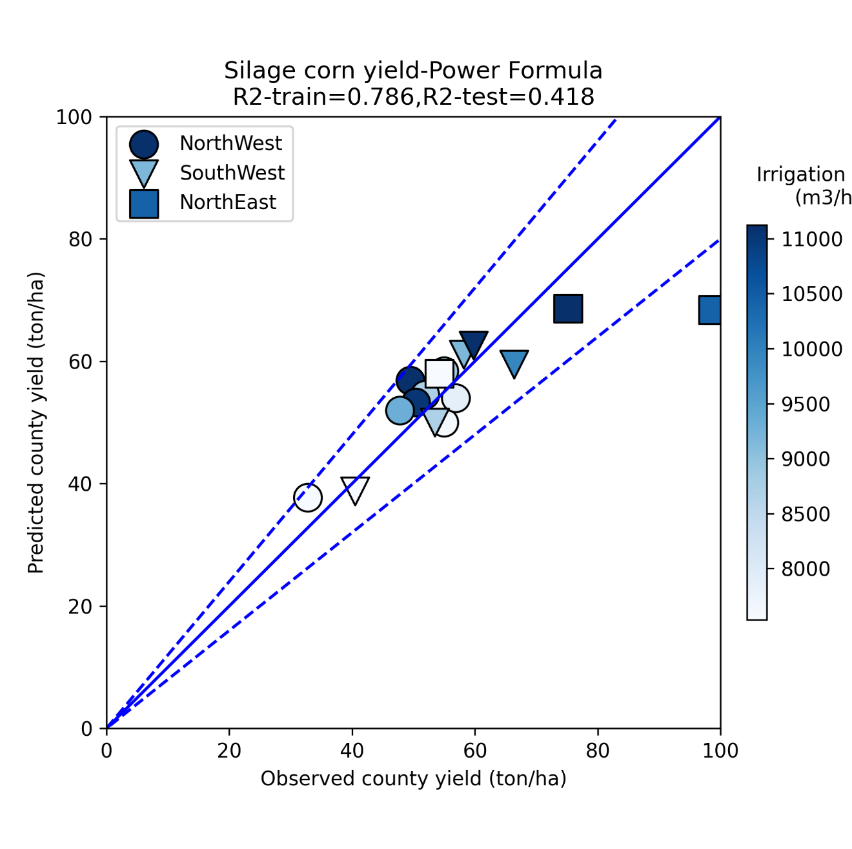 Silage corn yield-Power Formula
R2-train=0.786,R2-test=0.418
NorthWest
SouthWest
NorthEast
Irrigation
(m3/h
100
80
60
40
20
0
0 20 40 60 80 100
Predicted county yield (ton/ha)
Observed county yield (ton/ha)
11000
10500
10000
9500
9000
8500
8000